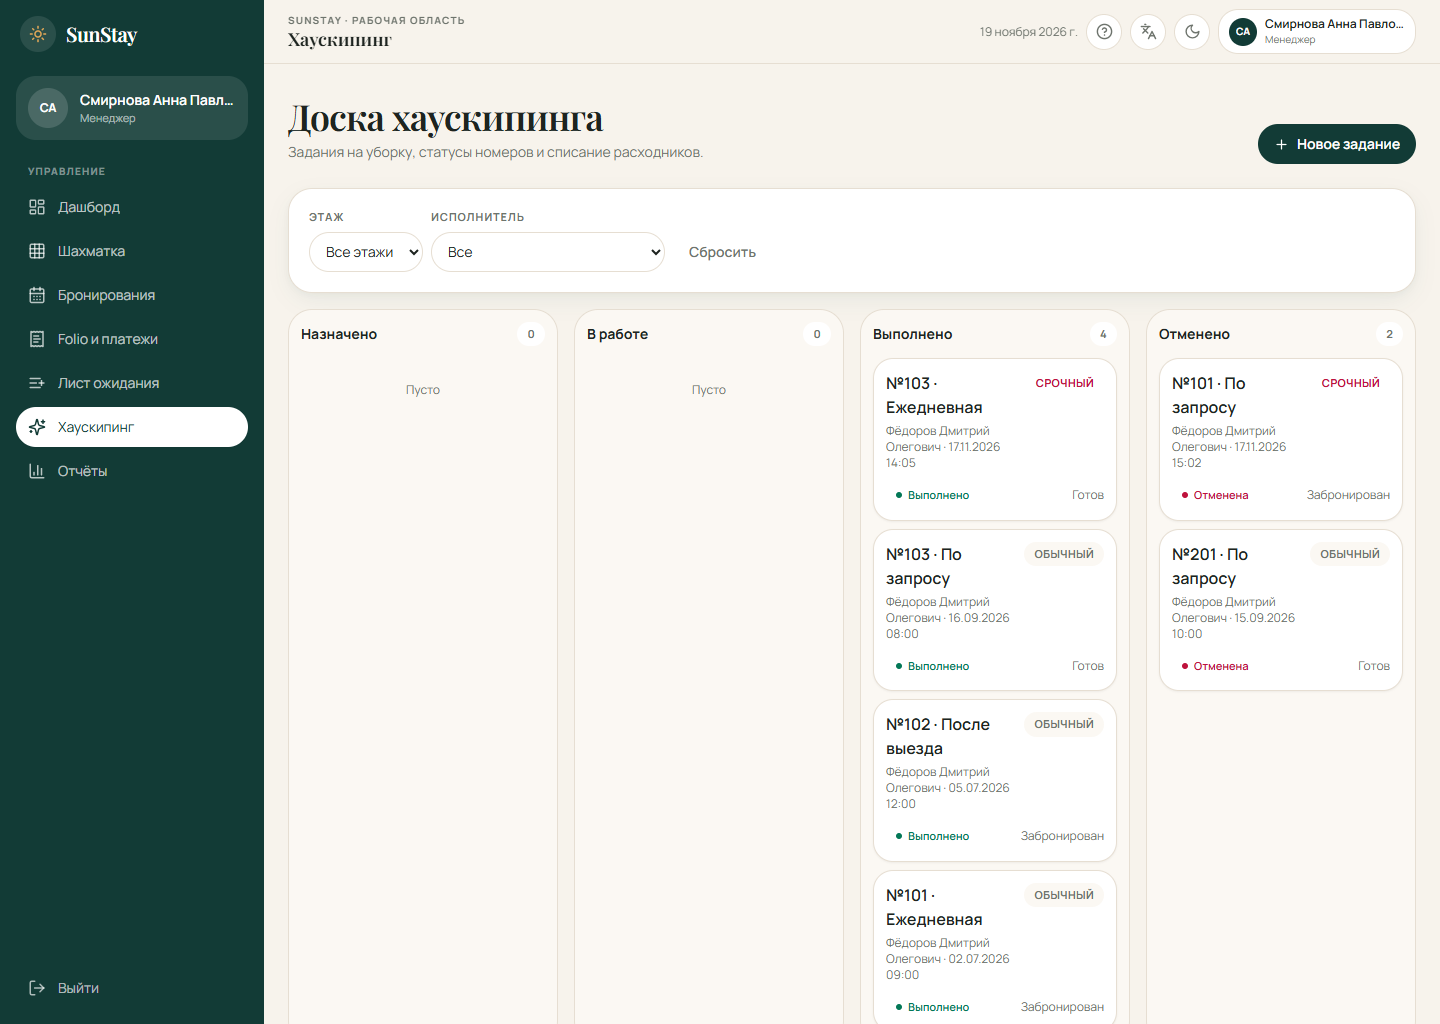 SunStay
СА
Смирнова Анна Павл...
Менеджер
УПРАВЛЕНИЕ
Дашборд
Шахматка
Бронирования
Folio и платежи
Лист ожидания
Хаускипинг
Отчёты
Выйти
SUNSTAY · РАБОЧАЯ ОБЛАСТЬ
Хаускипинг
19 ноября 2026 г.
СА
Смирнова Анна Павло...
Менеджер
Доска хаускипинга
Задания на уборку, статусы номеров и списание расходников.
+ Новое задание
ЭТАЖ
ИСПОЛНИТЕЛЬ
Все этажи
Все
Сбросить
Назначено
0
Пусто
В работе
0
Пусто
Выполнено
4
№103 ·
Ежедневная
СРОЧНЫЙ
Фёдоров Дмитрий
Олегович · 17.11.2026
14:05
Выполнено
Готов
№103 · По
запросу
ОБЫЧНЫЙ
Фёдоров Дмитрий
Олегович · 16.09.2026
08:00
Выполнено
Готов
№102 · После
выезда
ОБЫЧНЫЙ
Фёдоров Дмитрий
Олегович · 05.07.2026
12:00
Выполнено
Забронирован
№101 ·
Ежедневная
ОБЫЧНЫЙ
Фёдоров Дмитрий
Олегович · 02.07.2026
09:00
Выполнено
Забронирован
Отменено
2
№101 · По
запросу
СРОЧНЫЙ
Фёдоров Дмитрий
Олегович · 17.11.2026
15:02
Отменена
Забронирован
№201 · По
запросу
ОБЫЧНЫЙ
Фёдоров Дмитрий
Олегович · 15.09.2026
10:00
Отменена
Готов